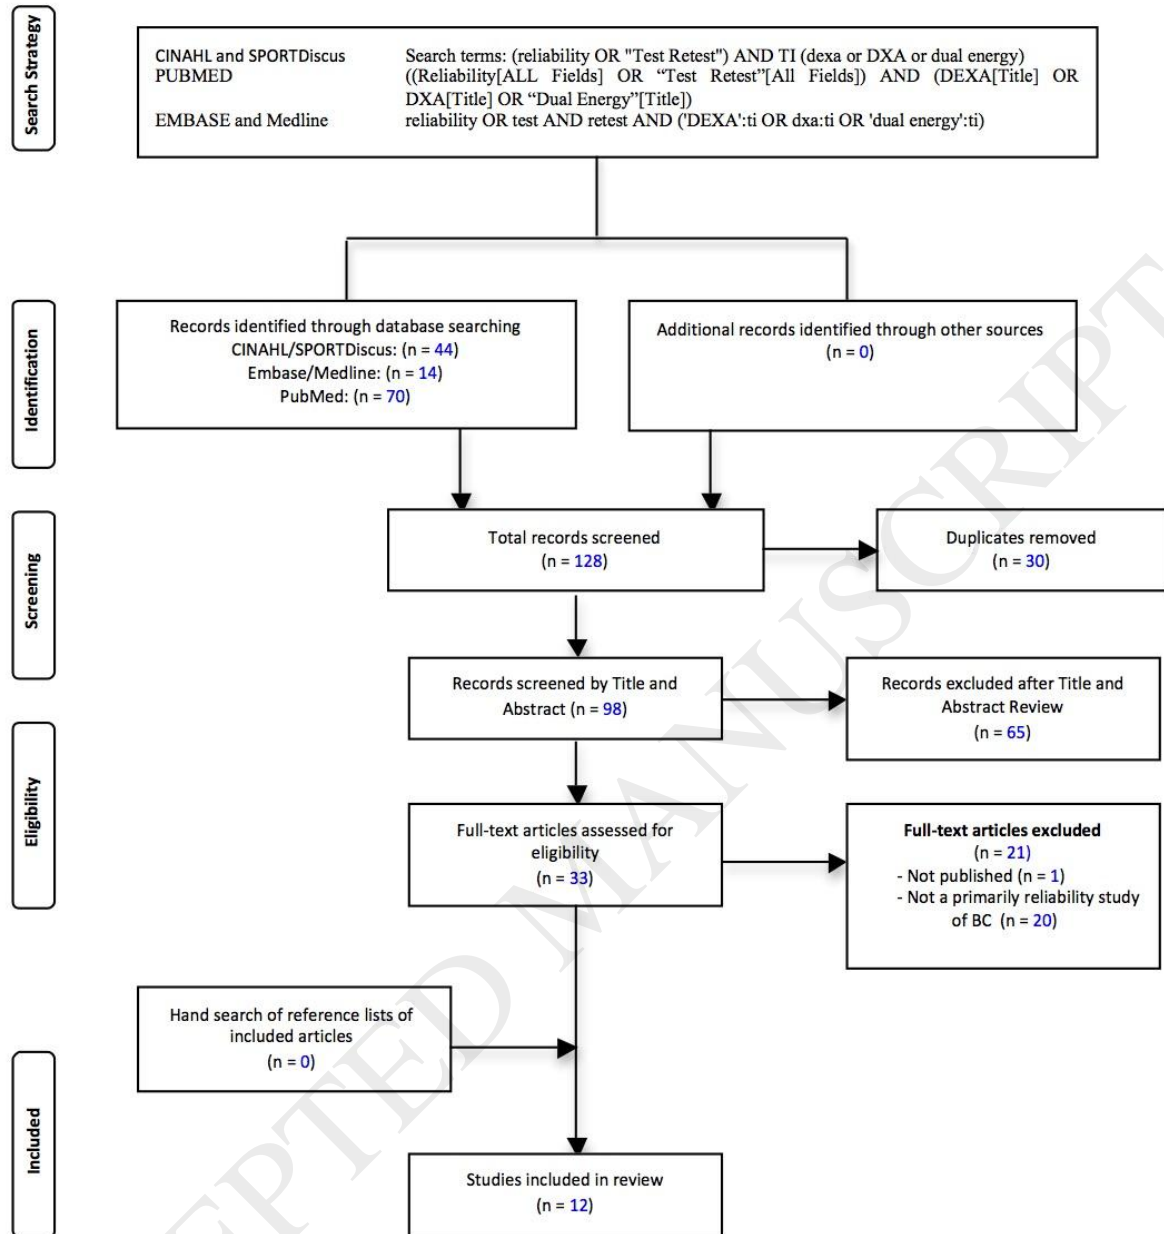 Search Strategy
CINAHL and SPORTDiscus Search terms: (reliability OR "Test Retest") AND TI (dexa or DXA or dual energy)
PUBMED ((Reliability[ALL Fields] OR “Test Retest”[All Fields]) AND (DEXA[Title] OR
DXA[Title] OR “Dual Energy”[Title])
EMBASE and Medline reliability OR test AND retest AND ('DEXA':ti OR dxa:ti OR 'dual energy':ti)
Identification
Records identified through database searching
CINAHL/SPORTDiscus: (n = 44)
Embase/Medline: (n = 14)
PubMed: (n = 70)
Additional records identified through other sources
(n = 0)
Screening
Total records screened
(n = 128)
Duplicates removed
(n = 30)
Records screened by Title and
Abstract (n = 98)
Records excluded after Title and
Abstract Review
(n = 65)
Eligibility
Full-text articles assessed for
eligibility
(n = 33)
Full-text articles excluded
(n = 21)
- Not published (n = 1)
- Not a primarily reliability study
of BC (n = 20)
Hand search of reference lists of
included articles
(n = 0)
Included
Studies included in review
(n = 12)
EPTED MANUSCRIPT